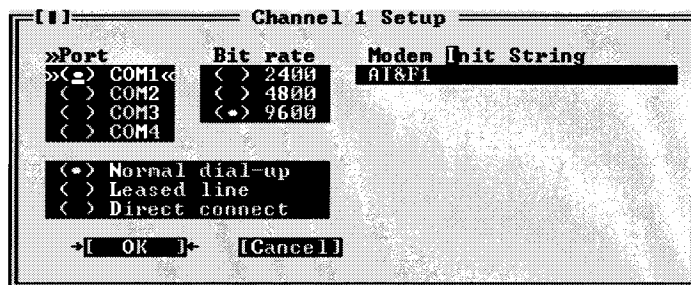 [■] Channel 1 Setup
»Port Bit rate Modem Init String
»(•) COM1« ( ) 2400 AT&F1
( ) COM2 ( ) 4800
( ) COM3 (•) 9600
( ) COM4
(•) Normal dial-up
( ) Leased line
( ) Direct connect
→[ OK ]← [Cancel]